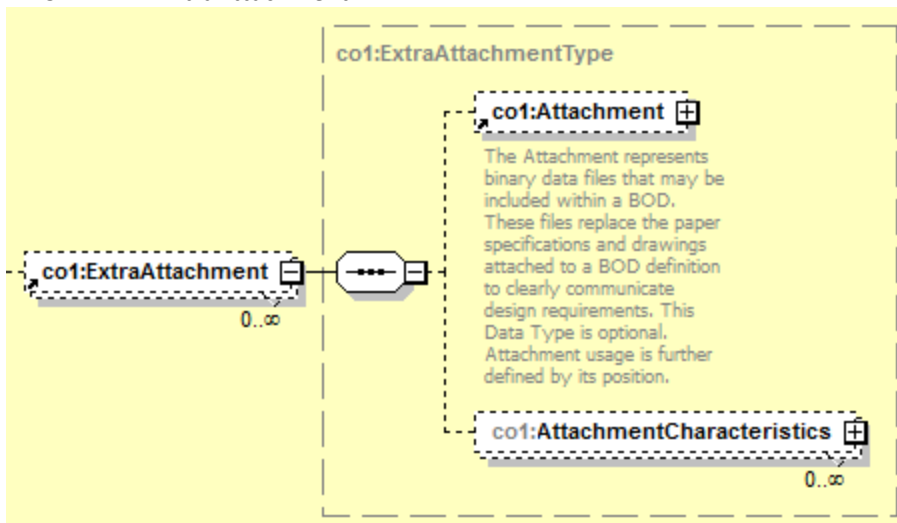 co1:ExtraAttachmentType
co1:Attachment
The Attachment represents
binary data files that may be
included within a BOD.
These files replace the paper
specifications and drawings
attached to a BOD definition
to clearly communicate
design requirements. This
Data Type is optional.
Attachment usage is further
defined by its position.
co1:ExtraAttachment
0..∞
co1:AttachmentCharacteristics
0..∞